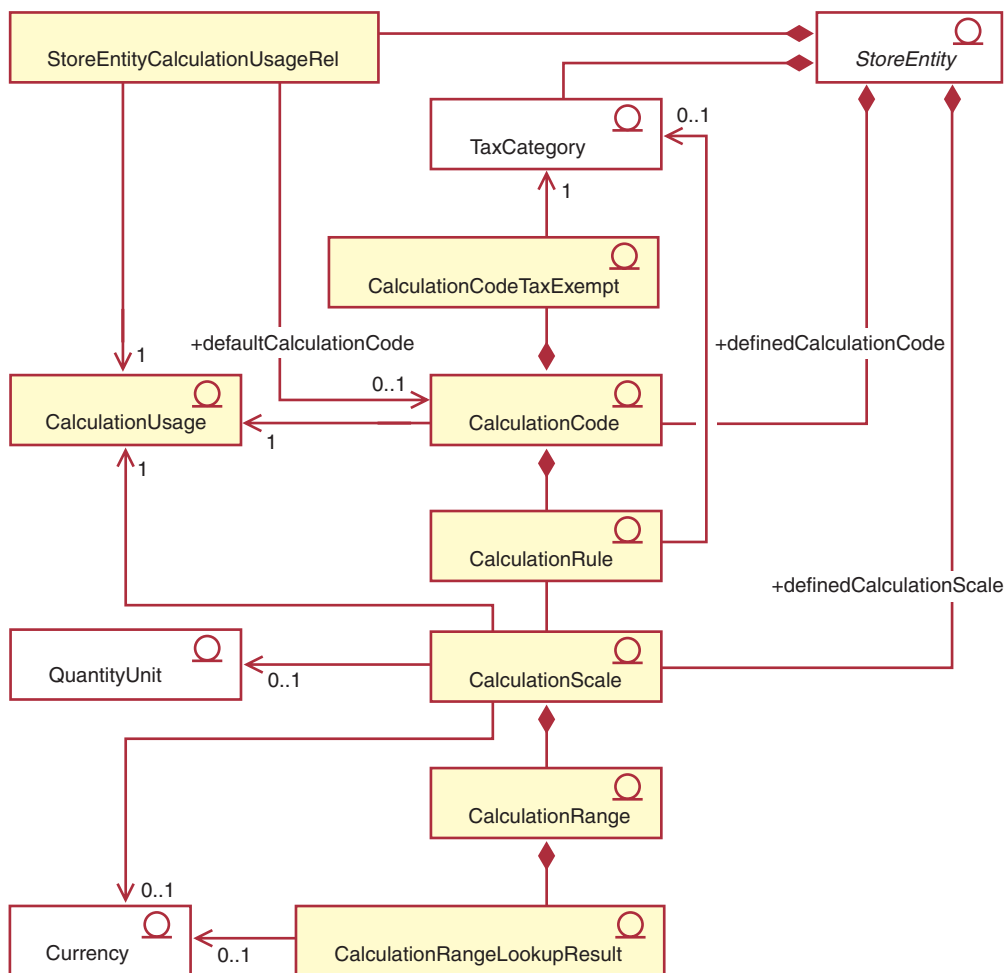 StoreEntityCalculationUsageRel
StoreEntity
0..1
TaxCategory
1
CalculationCodeTaxExempt
+defaultCalculationCode
+definedCalculationCode
1
0..1
CalculationUsage
CalculationCode
1
1
CalculationRule
+definedCalculationScale
QuantityUnit
0..1
CalculationScale
CalculationRange
0..1
Currency
0..1
CalculationRangeLookupResult